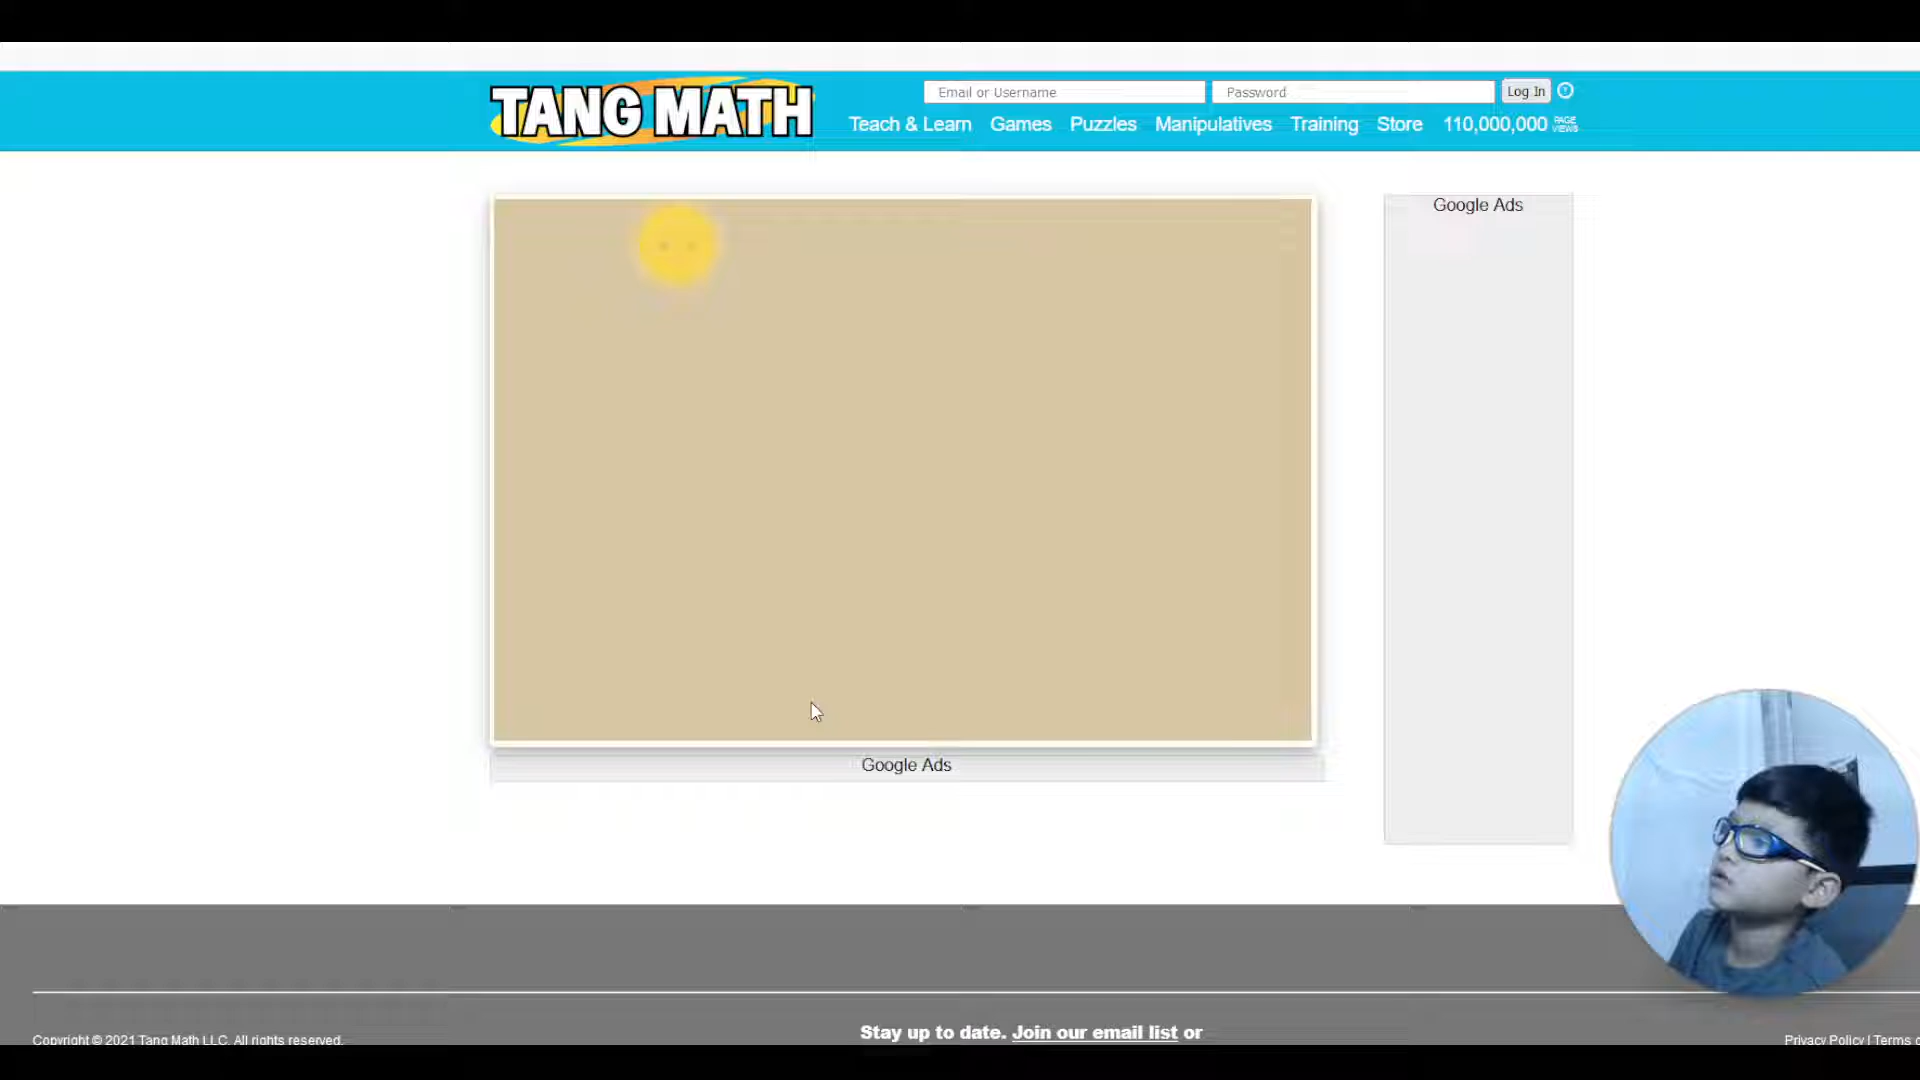 TANG MATH
Email or Username
Password
Log In
Teach & Learn
Games
Puzzles
Manipulatives
Training
Store
110,000,000 PAGE VIEWS
Google Ads
Google Ads
Stay up to date. Join our email list or
Copyright © 2021 Tang Math LLC. All rights reserved.
Privacy Policy | Terms